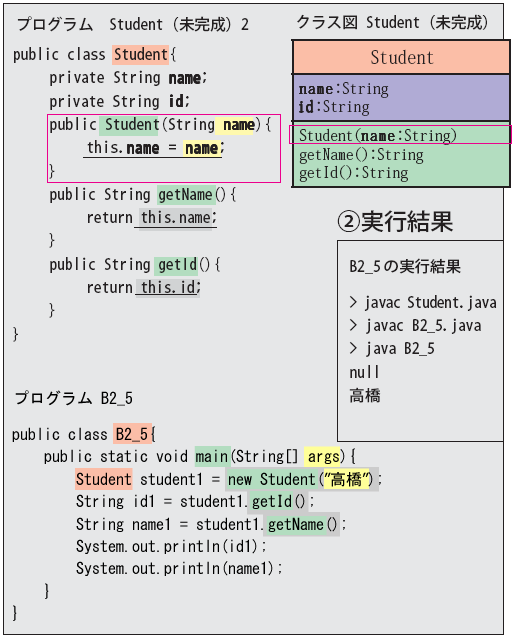 プログラム Student（未完成）2
public class Student{
private String name;
private String id;
public Student(String name){
this.name = name;
}
public String getName(){
return this.name;
}
public String getId(){
return this.id;
}
}
クラス図 Student（未完成）
Student
name:String
id:String
Student(name:String)
getName():String
getId():String
②実行結果
B2_5の実行結果
> javac Student.java
> javac B2_5.java
> java B2_5
null
高橋
プログラム B2_5
public class B2_5{
public static void main(String[] args){
Student student1 = new Student("高橋");
String id1 = student1.getId();
String name1 = student1.getName();
System.out.println(id1);
System.out.println(name1);
}
}